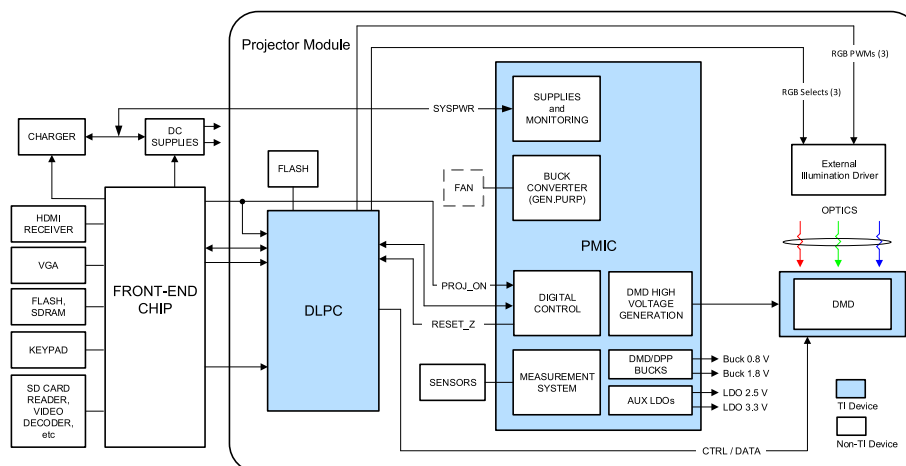 Projector Module
RGB PWMs (3)
RGB Selects (3)
SYSPWR
SUPPLIES
and
MONITORING
CHARGER
DC
SUPPLIES
FLASH
FAN
BUCK
CONVERTER
(GEN.PURP)
External
Illumination Driver
OPTICS
HDMI
RECEIVER
VGA
FLASH,
SDRAM
KEYPAD
SD CARD
READER,
VIDEO
DECODER,
etc
FRONT-END
CHIP
DLPC
PMIC
PROJ_ON
RESET_Z
DIGITAL
CONTROL
DMD HIGH
VOLTAGE
GENERATION
DMD
SENSORS
MEASUREMENT
SYSTEM
DMD/DPP
BUCKS
AUX LDOs
Buck 0.8 V
Buck 1.8 V
LDO 2.5 V
LDO 3.3 V
CTRL / DATA
TI Device
Non-TI Device